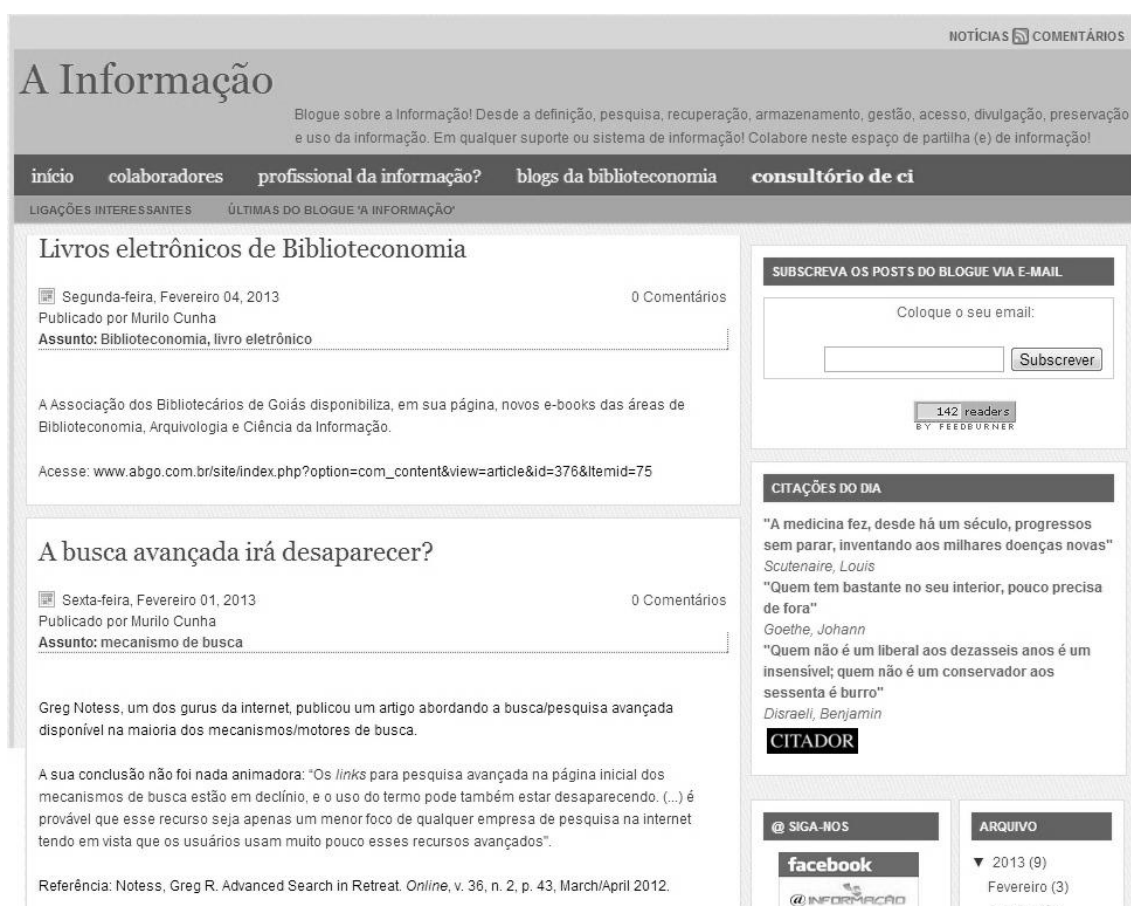 NOTÍCIAS COMENTÁRIOS
A Informação
Blogue sobre a Informação! Desde a definição, pesquisa, recuperação, armazenamento, gestão, acesso, divulgação, preservação
e uso da informação. Em qualquer suporte ou sistema de informação! Colabore neste espaço de partilha (e) de informação!
início colaboradores profissional da informação? blogs da biblioteconomia consultório de ci
LIGAÇÕES INTERESSANTES ÚLTIMAS DO BLOGUE 'A INFORMAÇÃO'
Livros eletrônicos de Biblioteconomia
Segunda-feira, Fevereiro 04, 2013 0 Comentários
Publicado por Murilo Cunha
Assunto: Biblioteconomia, livro eletrônico
A Associação dos Bibliotecários de Goiás disponibiliza, em sua página, novos e-books das áreas de
Biblioteconomia, Arquivologia e Ciência da Informação.
Acesse: www.abgo.com.br/site/index.php?option=com_content&view=article&id=376&Itemid=75
A busca avançada irá desaparecer?
Sexta-feira, Fevereiro 01, 2013 0 Comentários
Publicado por Murilo Cunha
Assunto: mecanismo de busca
Greg Notess, um dos gurus da internet, publicou um artigo abordando a busca/pesquisa avançada
disponível na maioria dos mecanismos/motores de busca.
A sua conclusão não foi nada animadora: “Os links para pesquisa avançada na página inicial dos
mecanismos de busca estão em declínio, e o uso do termo pode também estar desaparecendo. (...) é
provável que esse recurso seja apenas um menor foco de qualquer empresa de pesquisa na internet
tendo em vista que os usuários usam muito pouco esses recursos avançados”.
Referência: Notess, Greg R. Advanced Search in Retreat. Online, v. 36, n. 2, p. 43, March/April 2012.
SUBSCREVA OS POSTS DO BLOGUE VIA E-MAIL
Coloque o seu email:
Subscrever
142 readers
BY FEEDBURNER
CITAÇÕES DO DIA
"A medicina fez, desde há um século, progressos
sem parar, inventando aos milhares doenças novas"
Scutenaire, Louis
"Quem tem bastante no seu interior, pouco precisa
de fora"
Goethe, Johann
"Quem não é um liberal aos dezasseis anos é um
insensível; quem não é um conservador aos
sessenta é burro"
Disraeli, Benjamin
CITADOR
@ SIGA-NOS
facebook
@INFORMAÇÃO
ARQUIVO
▼ 2013 (9)
Fevereiro (3)